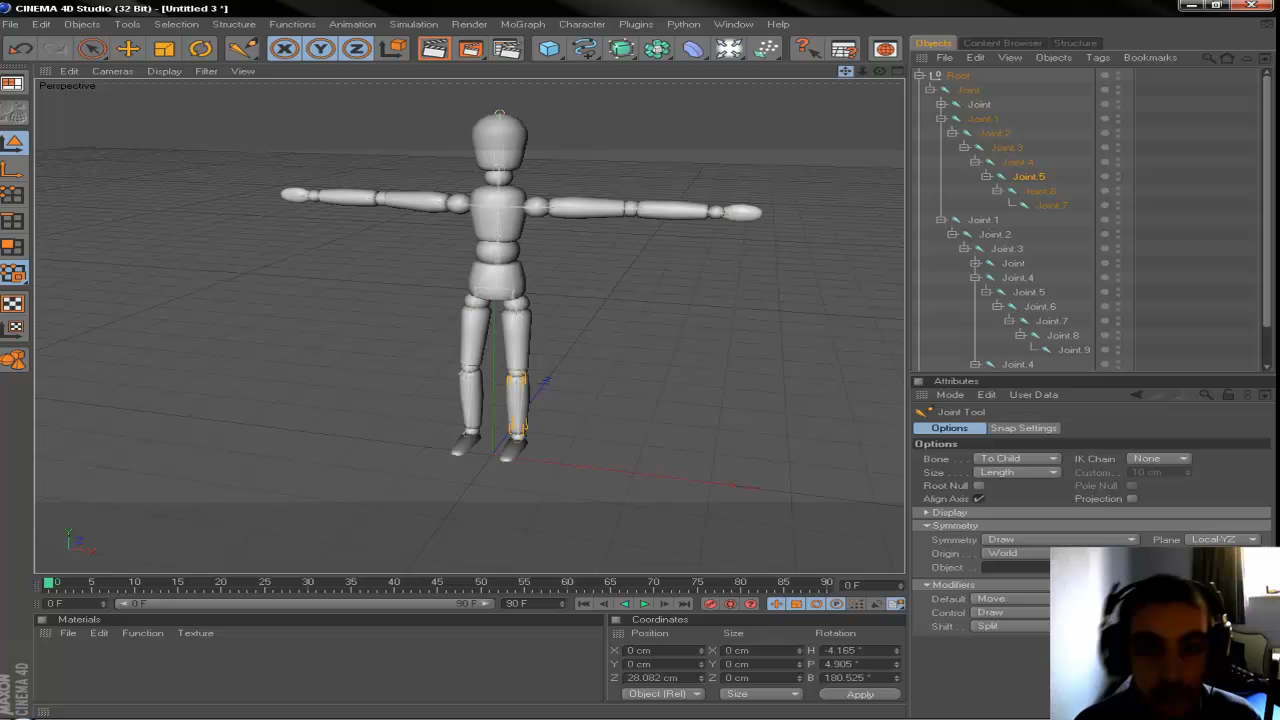 CINEMA 4D Studio (32 Bit) - [Untitled 3 *]
File Edit Objects Tools Selection Structure Functions Animation Simulation Render MoGraph Character Plugins Python Window Help
Objects Content Browser Structure
File Edit View Objects Tags Bookmarks
Edit Cameras Display Filter View
Perspective
Root
Joint
Joint
Joint.1
Joint.2
Joint.3
Joint.4
Joint.5
Joint.6
Joint.7
Joint.1
Joint.2
Joint.3
Joint
Joint.4
Joint.5
Joint.6
Joint.7
Joint.8
Joint.9
Joint.4
Attributes
Mode Edit User Data
Joint Tool
Options Snap Settings
Options
Bone To Child IK Chain None
Size Length Custom 10 cm
Root Null Pole Null
Align Axis Projection
Display
Symmetry
Symmetry Draw Plane Local-YZ
Origin World
Object
Modifiers
Default Move
Control Draw
Shift Split
Y Z X
0 5 10 15 20 25 30 35 40 45 50 55 60 65 70 75 80 85 90 0 F
0 F 0 F 90 F 90 F
Materials
File Edit Function Texture
Coordinates
Position Size Rotation
X 0 cm X 0 cm H -4.165 °
Y 0 cm Y 0 cm P 4.905 °
Z 28.082 cm Z 0 cm B 180.525 °
Object (Rel) Size Apply
MAXON CINEMA 4D